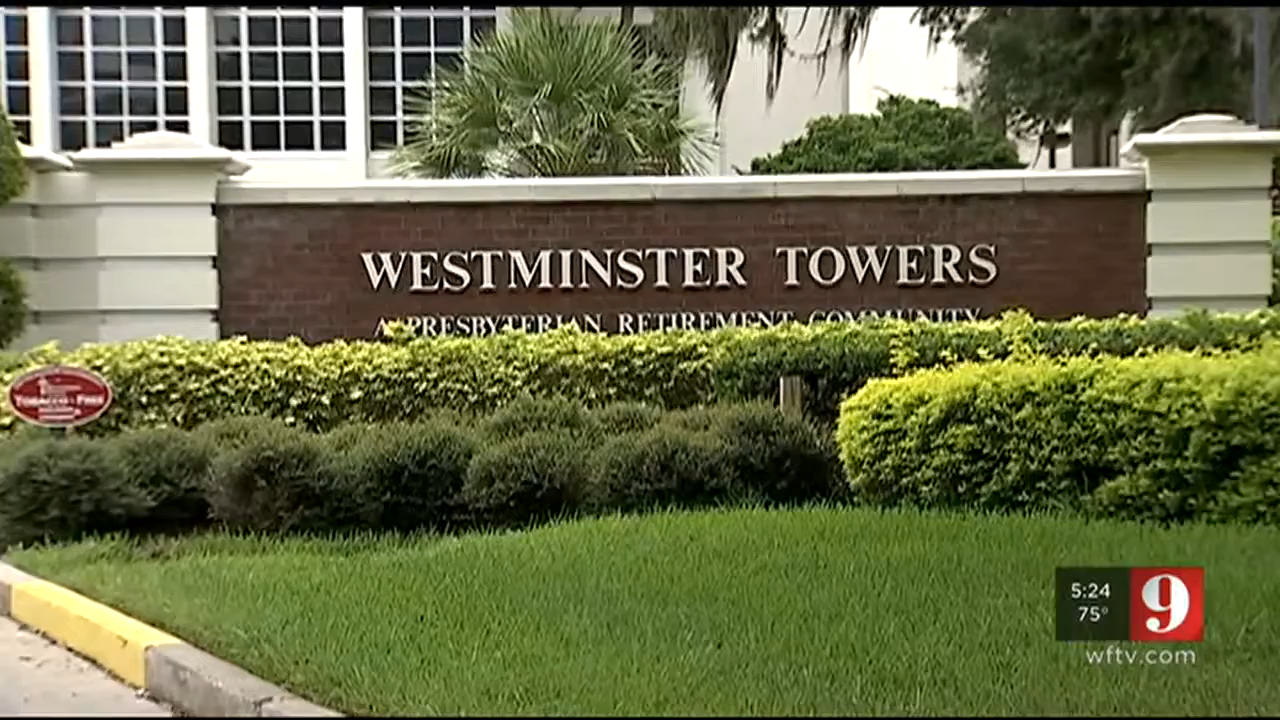 WESTMINSTER TOWERS
A PRESBYTERIAN RETIREMENT COMMUNITY
TOBACCO-FREE
5:24
75°
9
wftv.com